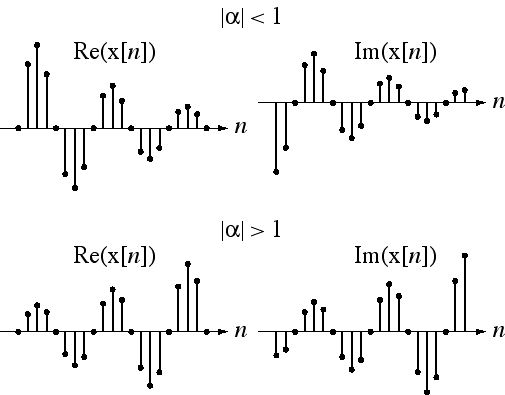 |α| < 1
Re(x[n]) Im(x[n])
n n
|α| > 1
Re(x[n]) Im(x[n])
n n